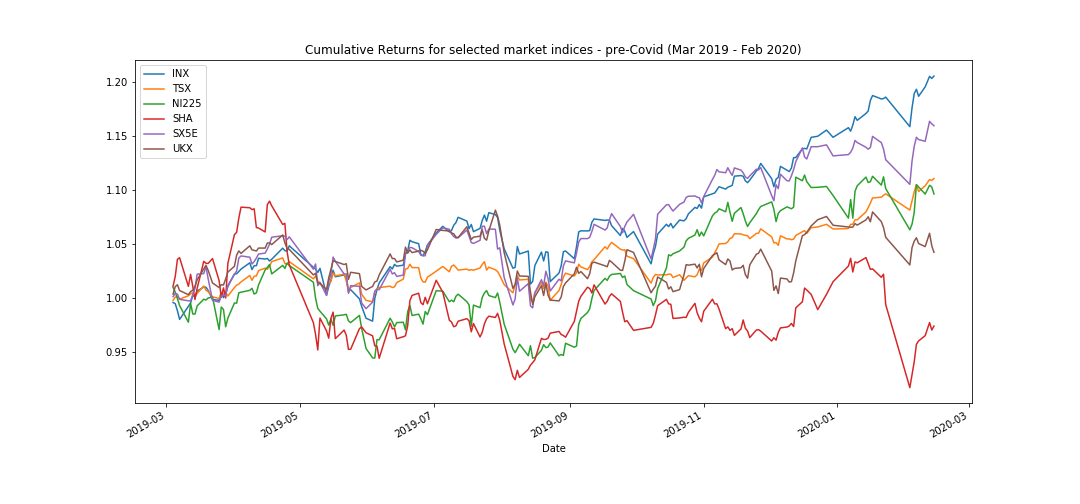 Cumulative Returns for selected market indices - pre-Covid (Mar 2019 - Feb 2020)
INX
TSX
NI225
SHA
SX5E
UKX
1.20
1.15
1.10
1.05
1.00
0.95
2019-03
2019-05
2019-07
2019-09
2019-11
2020-01
2020-03
Date